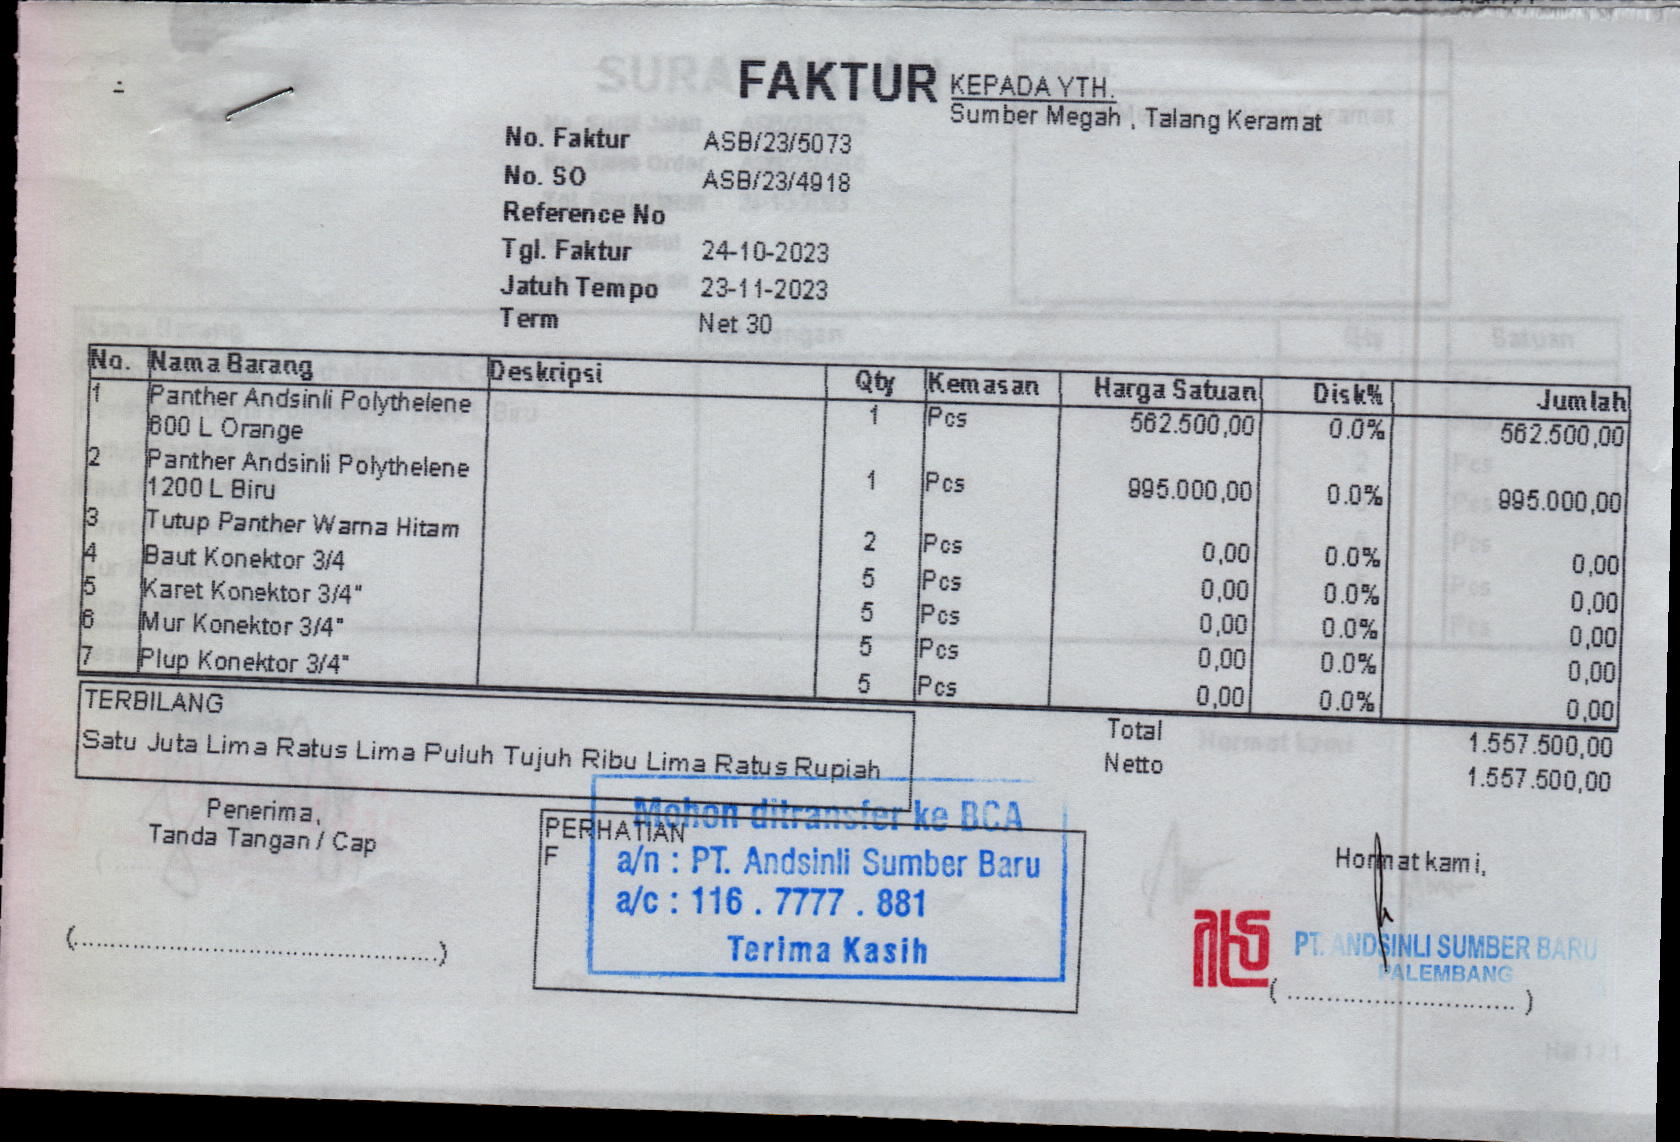 FAKTUR
KEPADA YTH.
Sumber Megah , Talang Keramat
No. Faktur ASB/23/5073
No. SO ASB/23/4918
Reference No
Tgl. Faktur 24-10-2023
Jatuh Tempo 23-11-2023
Term Net 30
No. Nama Barang Deskripsi Qty Kemasan Harga Satuan Disk% Jumlah
1 Panther Andsinli Polythelene 1 Pcs 562.500,00 0.0% 562.500,00
600 L Orange
2 Panther Andsinli Polythelene 1 Pcs 995.000,00 0.0% 995.000,00
1200 L Biru
3 Tutup Panther Warna Hitam 2 Pcs 0,00 0.0% 0,00
4 Baut Konektor 3/4 5 Pcs 0,00 0.0% 0,00
5 Karet Konektor 3/4" 5 Pcs 0,00 0.0% 0,00
6 Mur Konektor 3/4" 5 Pcs 0,00 0.0% 0,00
7 Plup Konektor 3/4" 5 Pcs 0,00 0.0% 0,00
TERBILANG
Satu Juta Lima Ratus Lima Puluh Tujuh Ribu Lima Ratus Rupiah
Total 1.557.500,00
Netto 1.557.500,00
Penerima,
Tanda Tangan / Cap
(..................................................)
PERHATIAN
F
Mohon ditransfer ke BCA
a/n : PT. Andsinli Sumber Baru
a/c : 116 . 7777 . 881
Terima Kasih
Hormat kami,
PT. ANDSINLI SUMBER BARU
PALEMBANG
( ................................ )